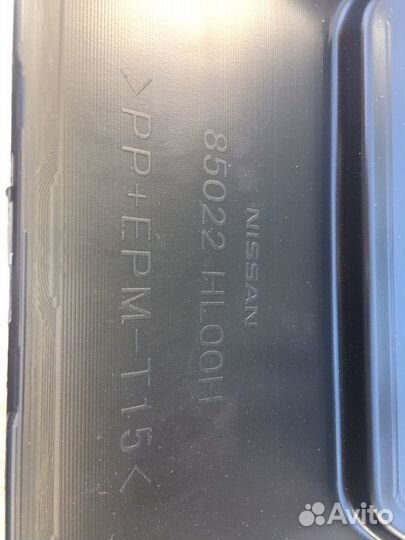 NISSAN
85022 HL00H
>PP+EPM-T15<
Avito